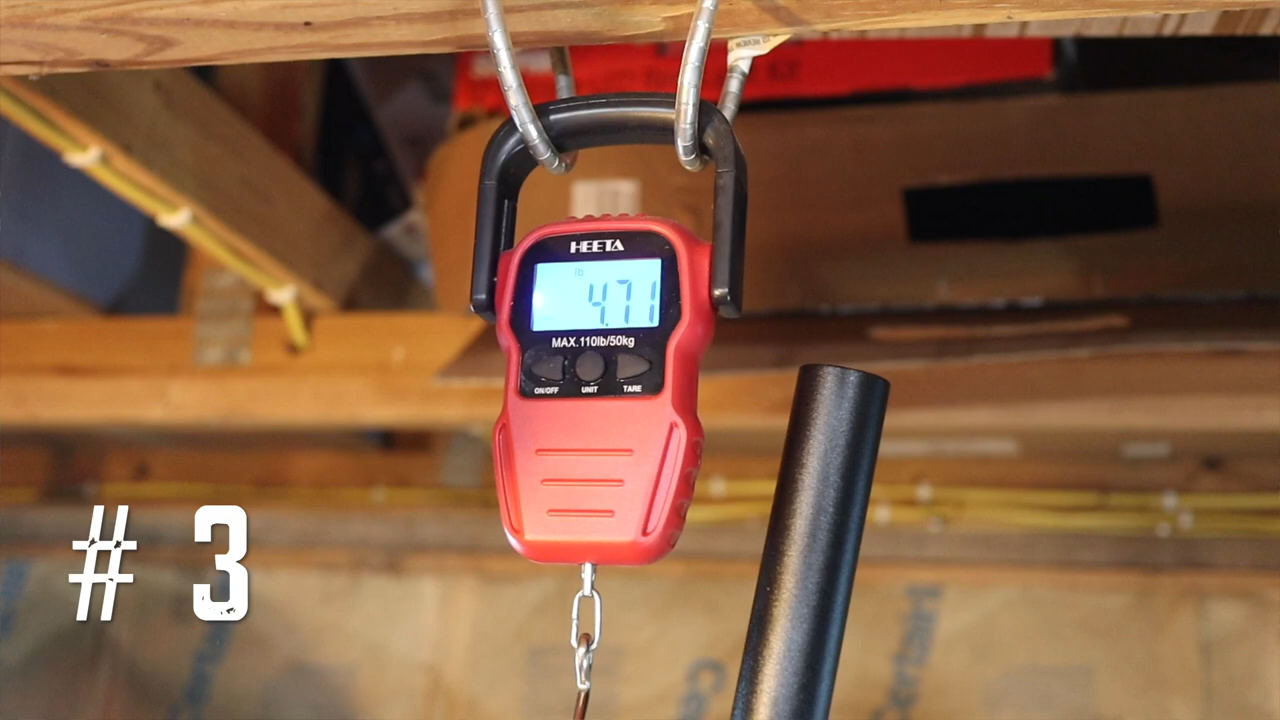 HEETA
lb
4.71
MAX.110lb/50kg
ON/OFF UNIT TARE
# 3